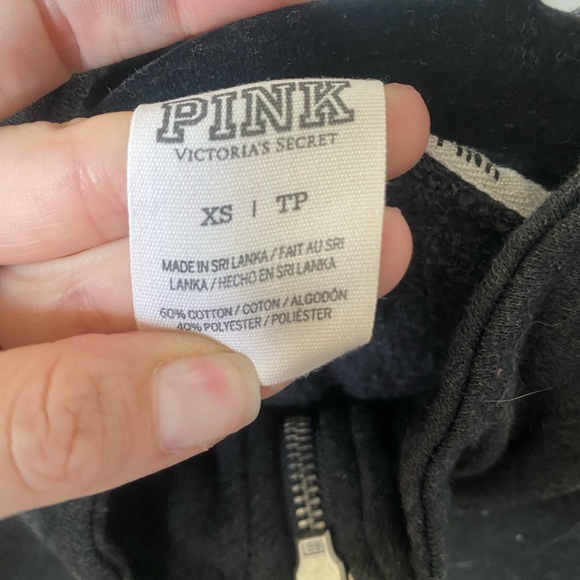 PINK
VICTORIA'S SECRET
XS | TP
MADE IN SRI LANKA / FAIT AU SRI
LANKA / HECHO EN SRI LANKA
60% COTTON / COTON / ALGODÓN
40% POLYESTER / POLIÉSTER
PINK